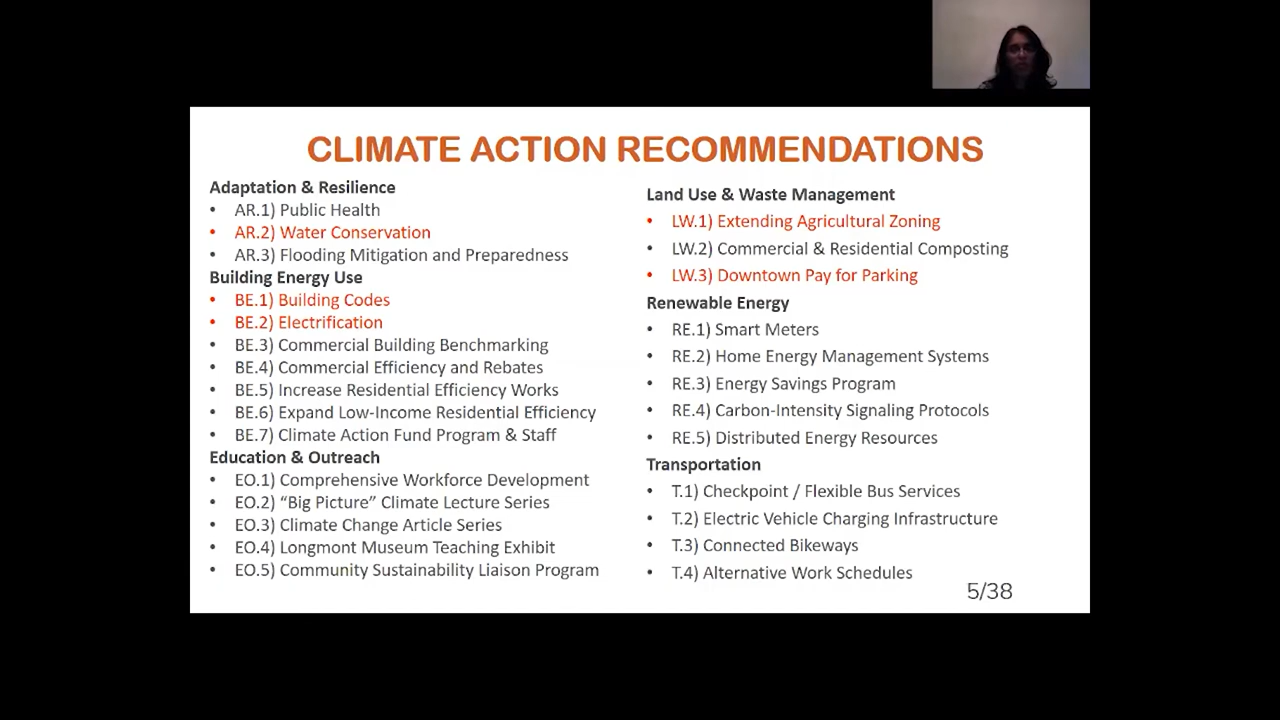 CLIMATE ACTION RECOMMENDATIONS
Adaptation & Resilience
• AR.1) Public Health
• AR.2) Water Conservation
• AR.3) Flooding Mitigation and Preparedness
Building Energy Use
• BE.1) Building Codes
• BE.2) Electrification
• BE.3) Commercial Building Benchmarking
• BE.4) Commercial Efficiency and Rebates
• BE.5) Increase Residential Efficiency Works
• BE.6) Expand Low-Income Residential Efficiency
• BE.7) Climate Action Fund Program & Staff
Education & Outreach
• EO.1) Comprehensive Workforce Development
• EO.2) “Big Picture” Climate Lecture Series
• EO.3) Climate Change Article Series
• EO.4) Longmont Museum Teaching Exhibit
• EO.5) Community Sustainability Liaison Program
Land Use & Waste Management
• LW.1) Extending Agricultural Zoning
• LW.2) Commercial & Residential Composting
• LW.3) Downtown Pay for Parking
Renewable Energy
• RE.1) Smart Meters
• RE.2) Home Energy Management Systems
• RE.3) Energy Savings Program
• RE.4) Carbon-Intensity Signaling Protocols
• RE.5) Distributed Energy Resources
Transportation
• T.1) Checkpoint / Flexible Bus Services
• T.2) Electric Vehicle Charging Infrastructure
• T.3) Connected Bikeways
• T.4) Alternative Work Schedules
5/38